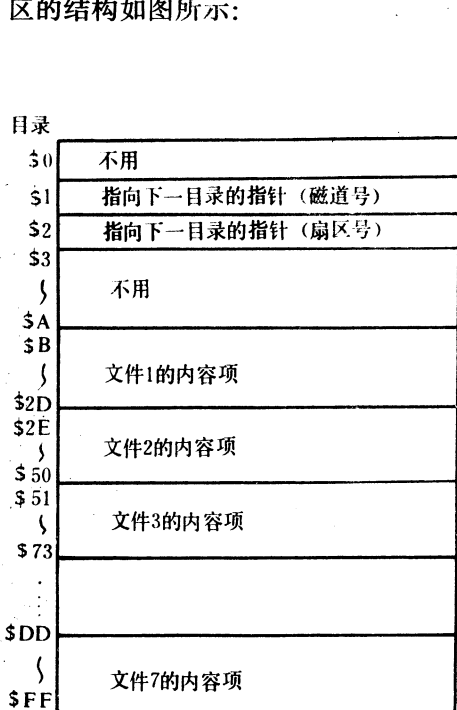 区的结构如图所示:
目录
$0 不用
$1 指向下一目录的指针（磁道号）
$2 指向下一目录的指针（扇区号）
$3
不用
$A
$B
文件1的内容项
$2D
$2E
文件2的内容项
$50
$51
文件3的内容项
$73
$DD
文件7的内容项
$FF